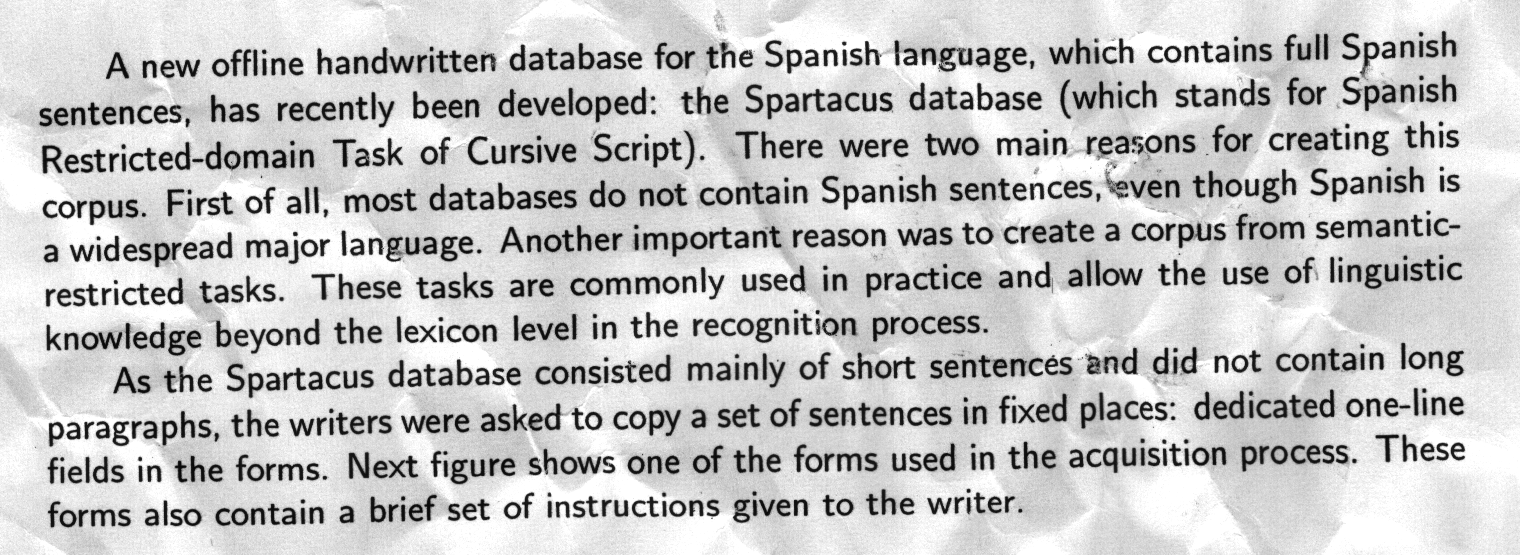 A new offline handwritten database for the Spanish language, which contains full Spanish
sentences, has recently been developed: the Spartacus database (which stands for Spanish
Restricted-domain Task of Cursive Script). There were two main reasons for creating this
corpus. First of all, most databases do not contain Spanish sentences, even though Spanish is
a widespread major language. Another important reason was to create a corpus from semantic-
restricted tasks. These tasks are commonly used in practice and allow the use of linguistic
knowledge beyond the lexicon level in the recognition process.
As the Spartacus database consisted mainly of short sentences and did not contain long
paragraphs, the writers were asked to copy a set of sentences in fixed places: dedicated one-line
fields in the forms. Next figure shows one of the forms used in the acquisition process. These
forms also contain a brief set of instructions given to the writer.